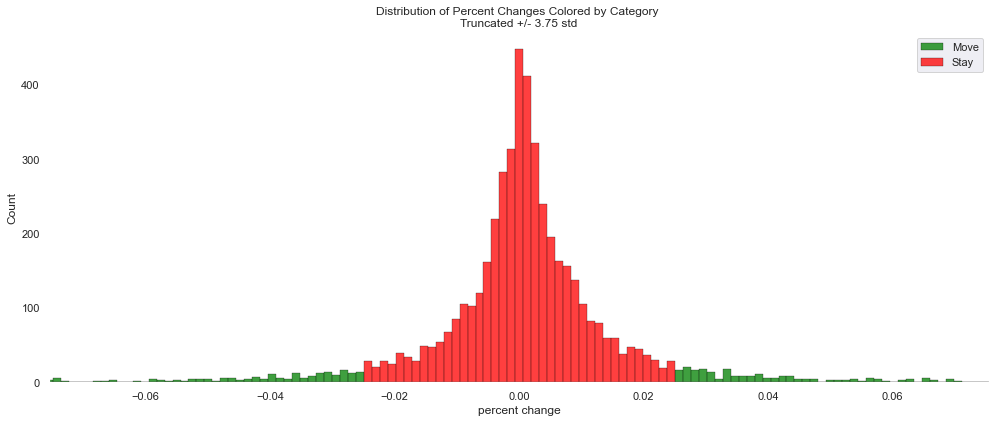 Distribution of Percent Changes Colored by Category
Truncated +/- 3.75 std
Move
Stay
400
300
200
100
0
Count
−0.06
−0.04
−0.02
0.00
0.02
0.04
0.06
percent change